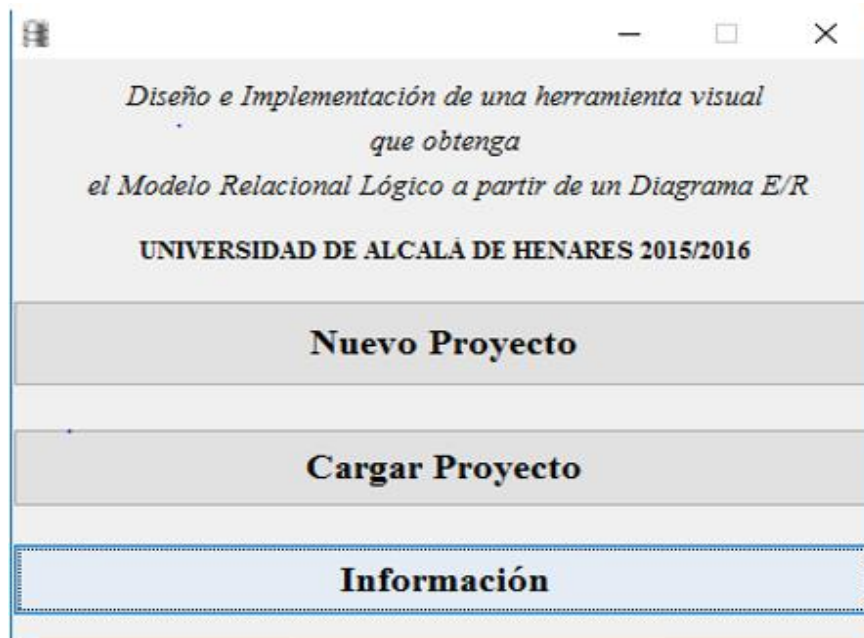 Diseño e Implementación de una herramienta visual
que obtenga
el Modelo Relacional Lógico a partir de un Diagrama E/R
UNIVERSIDAD DE ALCALÁ DE HENARES 2015/2016
Nuevo Proyecto
Cargar Proyecto
Información